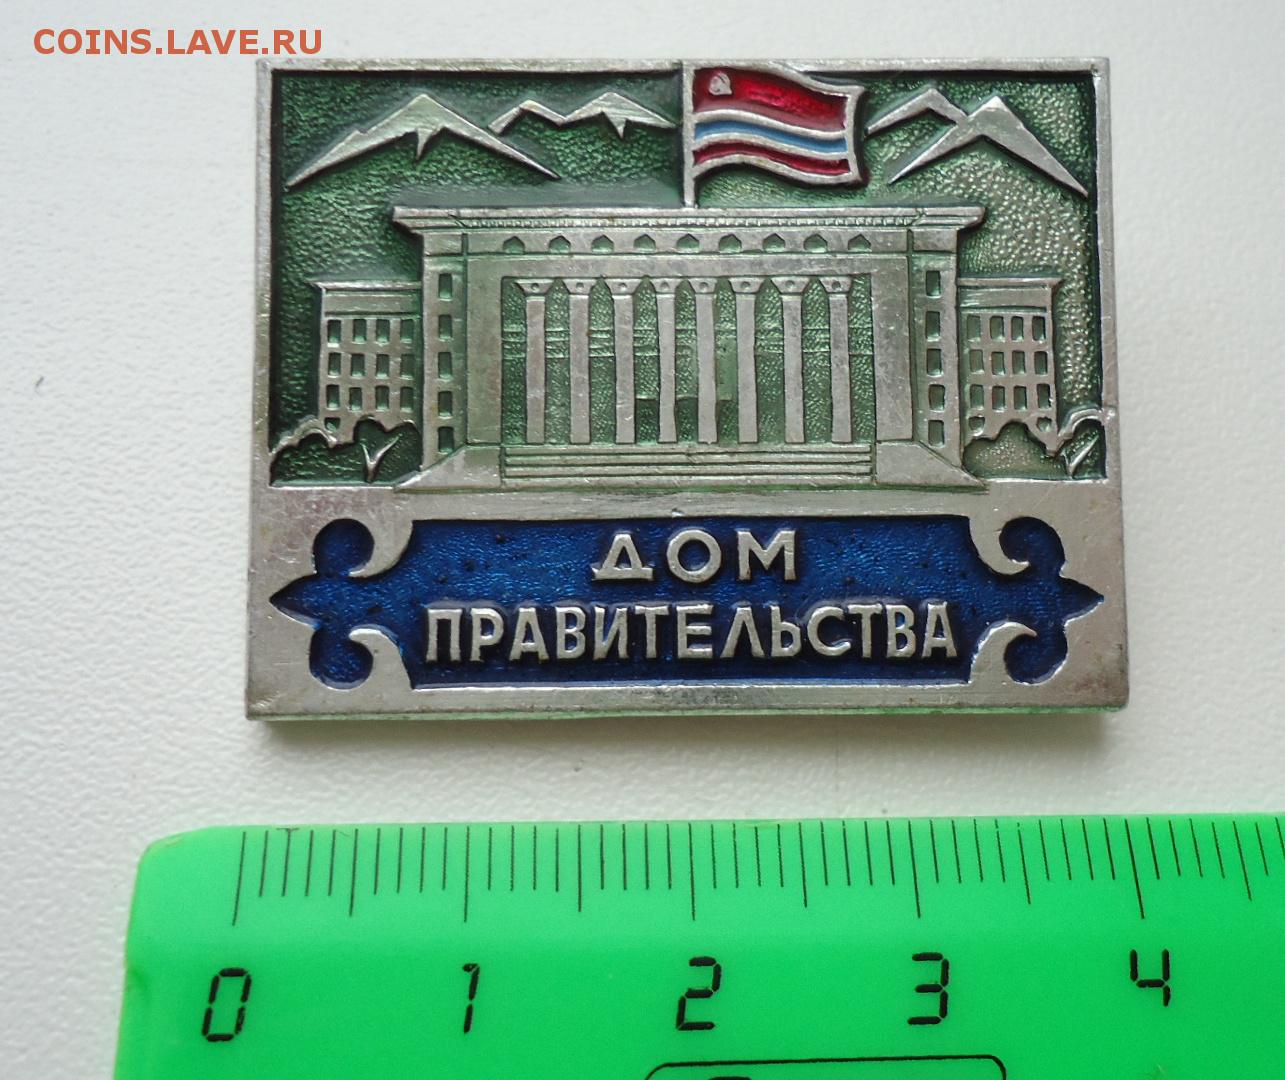 COINS.LAVE.RU
ДОМ
ПРАВИТЕЛЬСТВА
0 1 2 3 4